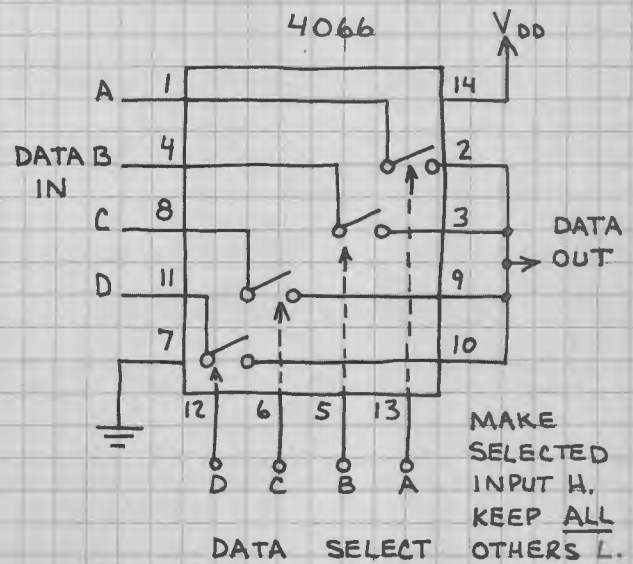 4066
V DD
A 1 14
DATA B 4 2
IN
C 8 3 DATA
OUT
D 11 9
7 10
12 6 5 13
D C B A
MAKE
SELECTED
INPUT H.
KEEP ALL
OTHERS L.
DATA SELECT